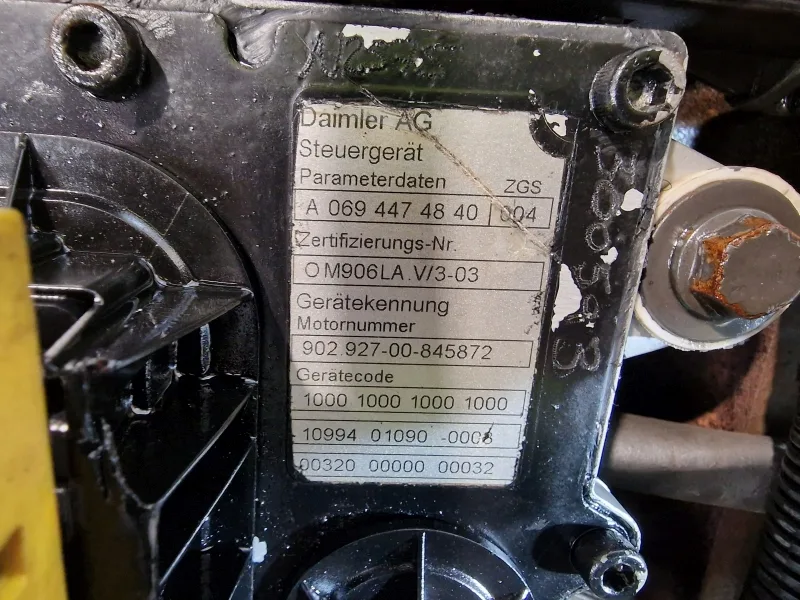 Daimler AG
Steuergerät
Parameterdaten ZGS
A 069 447 48 40 004
Zertifizierungs-Nr.
OM906LA.V/3-03
Gerätekennung
Motornummer
902.927-00-845872
Gerätecode
1000 1000 1000 1000
10994 01090 -0008
00320 00000 00032